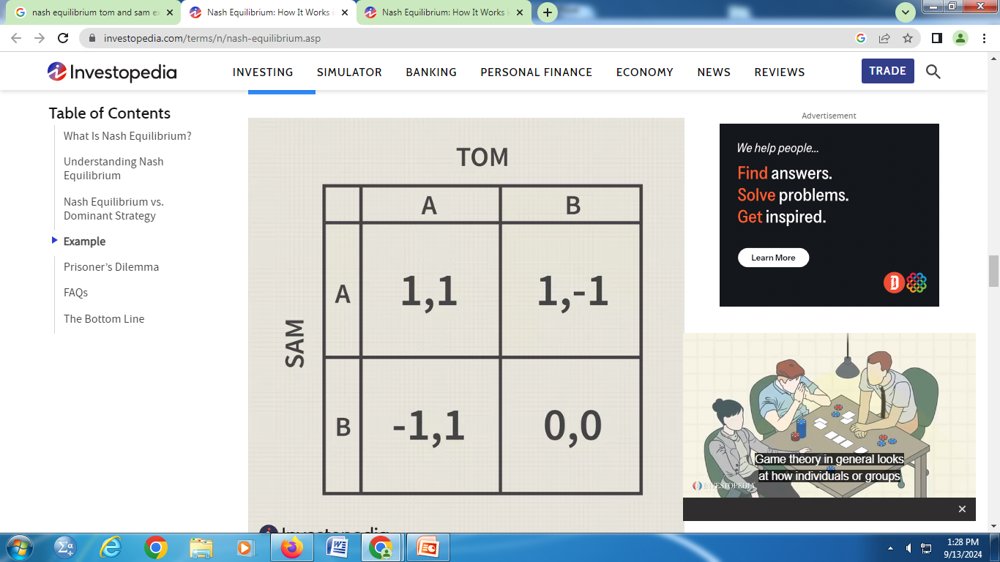 nash equilibrium tom and sam ex
Nash Equilibrium: How It Works i
Nash Equilibrium: How It Works i
investopedia.com/terms/n/nash-equilibrium.asp
Investopedia
INVESTING SIMULATOR BANKING PERSONAL FINANCE ECONOMY NEWS REVIEWS
TRADE
Table of Contents
What Is Nash Equilibrium?
Understanding Nash
Equilibrium
Nash Equilibrium vs.
Dominant Strategy
Example
Prisoner's Dilemma
FAQs
The Bottom Line
TOM
A B
SAM
A 1,1 1,-1
B -1,1 0,0
Investopedia
Advertisement
We help people...
Find answers.
Solve problems.
Get inspired.
Learn More
D
Game theory in general looks
at how individuals or groups
INVESTOPEDIA
1:28 PM
9/13/2024